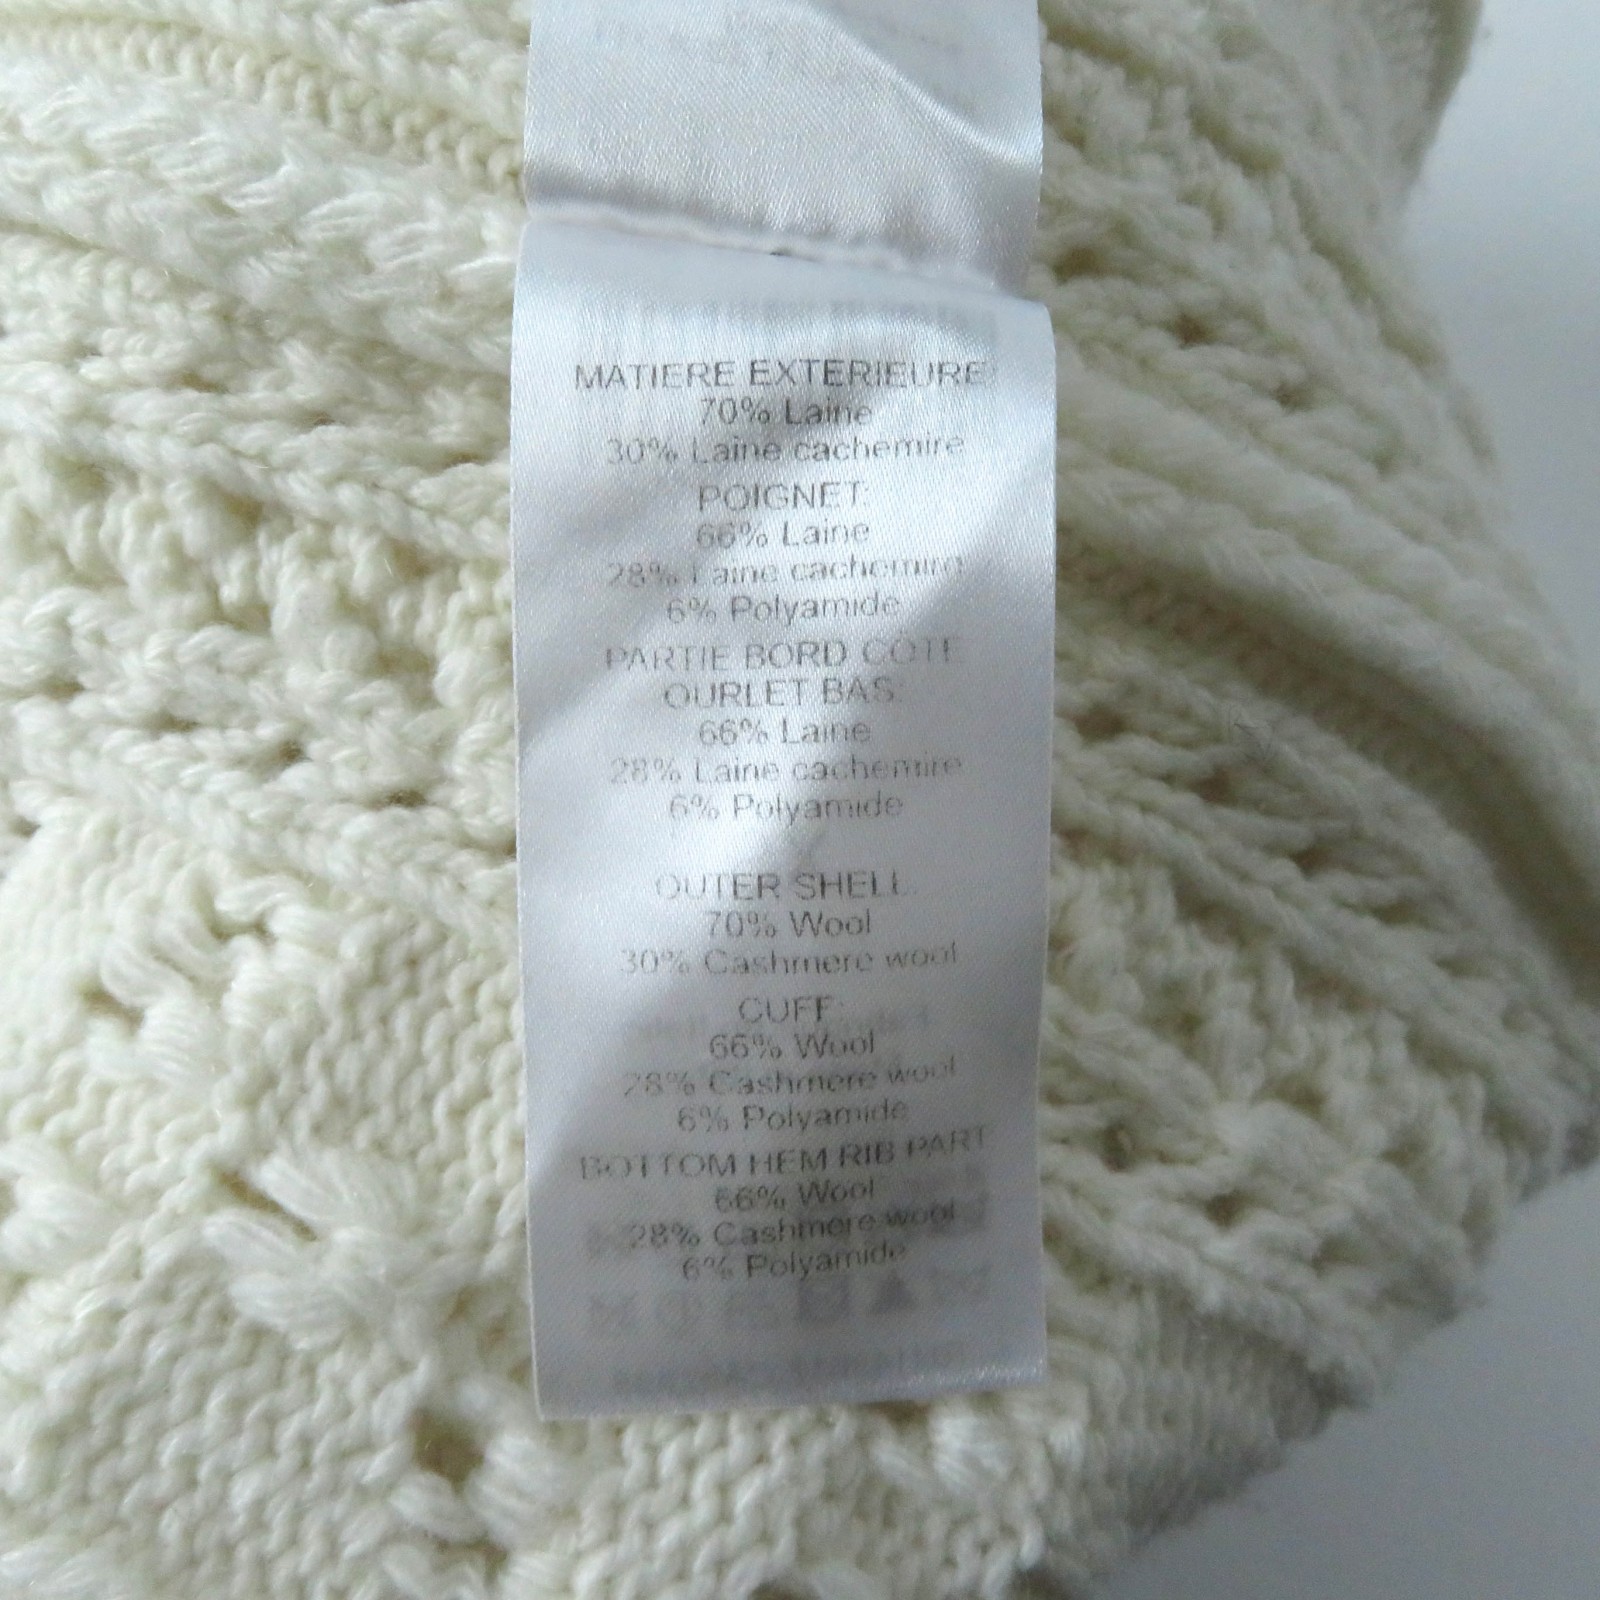 MATIERE EXTERIEURE
70% Laine
30% Laine cachemire
POIGNET:
66% Laine
28% Laine cachemire
6% Polyamide
PARTIE BORD CÔTE
OURLET BAS:
66% Laine
28% Laine cachemire
6% Polyamide
OUTER SHELL:
70% Wool
30% Cashmere wool
CUFF:
66% Wool
28% Cashmere wool
6% Polyamide
BOTTOM HEM RIB PART
66% Wool
28% Cashmere wool
6% Polyamide